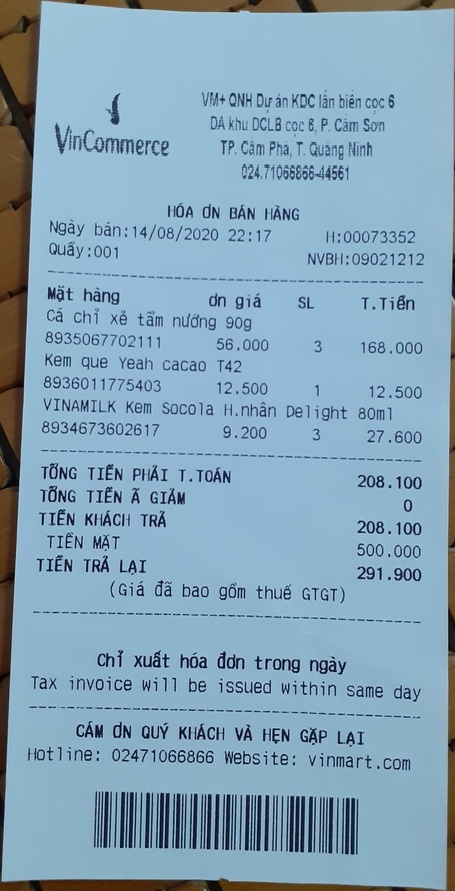 VinCommerce
VM+ QNH Dự án KDC lấn biển cọc 6
DA khu DCLB cọc 6, P. Cẩm Sơn
TP. Cẩm Phả, T. Quảng Ninh
024.71066866-44561
HÓA ƠN BÁN HÀNG
Ngày bán:14/08/2020 22:17 H:00073352
Quầy:001 NVBH:09021212
Mặt hàng ơn giá SL T.Tiền
Cá chỉ xẻ tẩm nướng 90g
8935067702111 56.000 3 168.000
Kem que Yeah cacao T42
8936011775403 12.500 1 12.500
VINAMILK Kem Socola H.nhân Delight 80ml
8934673602617 9.200 3 27.600
TỔNG TIỀN PHẢI T.TOÁN 208.100
TỔNG TIỀN Ã GIẢM 0
TIỀN KHÁCH TRẢ 208.100
TIỀN MẶT 500.000
TIỀN TRẢ LẠI 291.900
(Giá đã bao gồm thuế GTGT)
Chỉ xuất hóa đơn trong ngày
Tax invoice will be issued within same day
CÁM ƠN QUÝ KHÁCH VÀ HẸN GẶP LẠI
Hotline: 02471066866 Website: vinmart.com